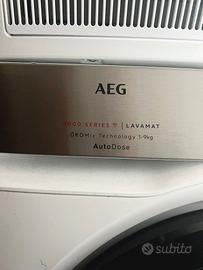 AEG
9000 SERIES | LAVAMAT
ÖKOMix Technology 1-9kg
AutoDose
subito